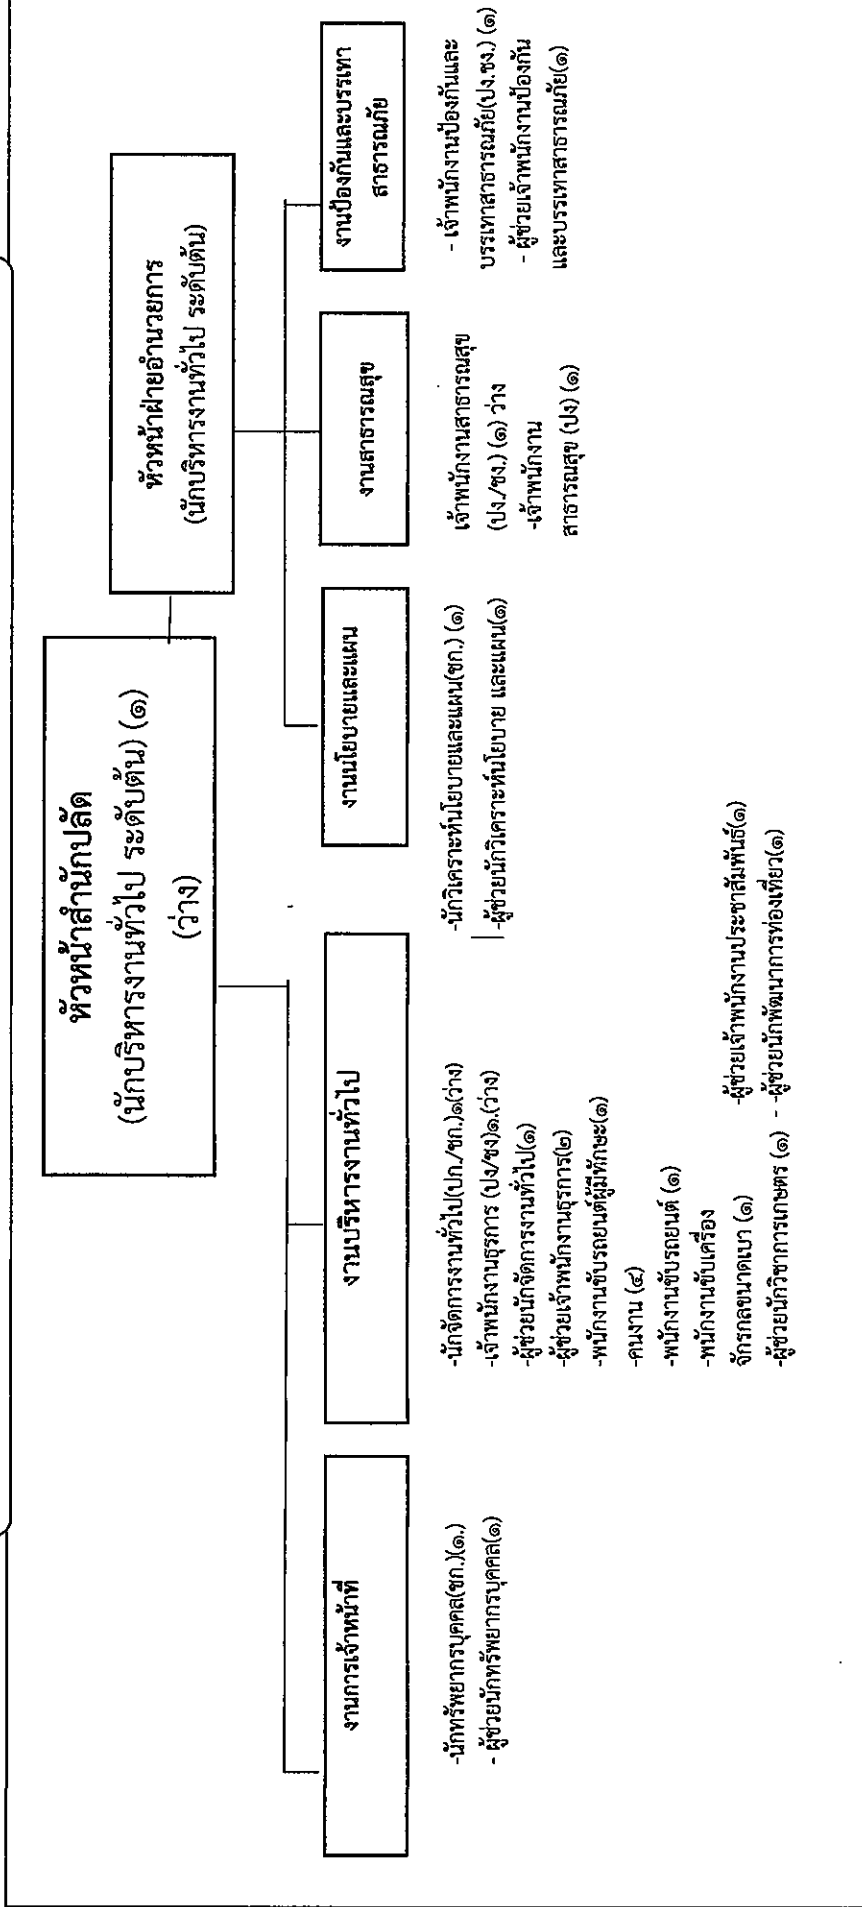 หัวหน้าสำนักปลัด
(นักบริหารงานทั่วไป ระดับต้น) (๑)
(ว่าง)
หัวหน้าฝ่ายอำนวยการ
(นักบริหารงานทั่วไป ระดับต้น)
งานการเจ้าหน้าที่
-นักทรัพยากรบุคคล(ชก.)(๑.)
- ผู้ช่วยนักทรัพยากรบุคคล(๑)
งานบริหารงานทั่วไป
-นักจัดการงานทั่วไป(ปก./ชก.)๑(ว่าง)
-เจ้าพนักงานธุรการ (ปง/ชง)๑.(ว่าง)
-ผู้ช่วยนักจัดการงานทั่วไป(๑)
-ผู้ช่วยเจ้าพนักงานธุรการ(๒)
-พนักงานขับรถยนต์ผู้มีทักษะ(๑)
-คนงาน (๔)
-พนักงานขับรถยนต์ (๑)
-พนักงานขับเครื่อง
จักรกลขนาดเบา (๑)
-ผู้ช่วยเจ้าพนักงานประชาสัมพันธ์(๑)
-ผู้ช่วยนักวิชาการเกษตร (๑) - -ผู้ช่วยนักพัฒนาการท่องเที่ยว(๑)
งานนโยบายและแผน
-นักวิเคราะห์นโยบายและแผน(ชก.) (๑)
-ผู้ช่วยนักวิเคราะห์นโยบาย และแผน(๑)
งานสาธารณสุข
เจ้าพนักงานสาธารณสุข
(ปง./ชง.) (๑) ว่าง
-เจ้าพนักงาน
สาธารณสุข (ปง) (๑)
งานป้องกันและบรรเทา
สาธารณภัย
- เจ้าพนักงานป้องกันและ
บรรเทาสาธารณภัย(ปง.ชง.) (๑)
- ผู้ช่วยเจ้าพนักงานป้องกัน
และบรรเทาสาธารณภัย(๑)